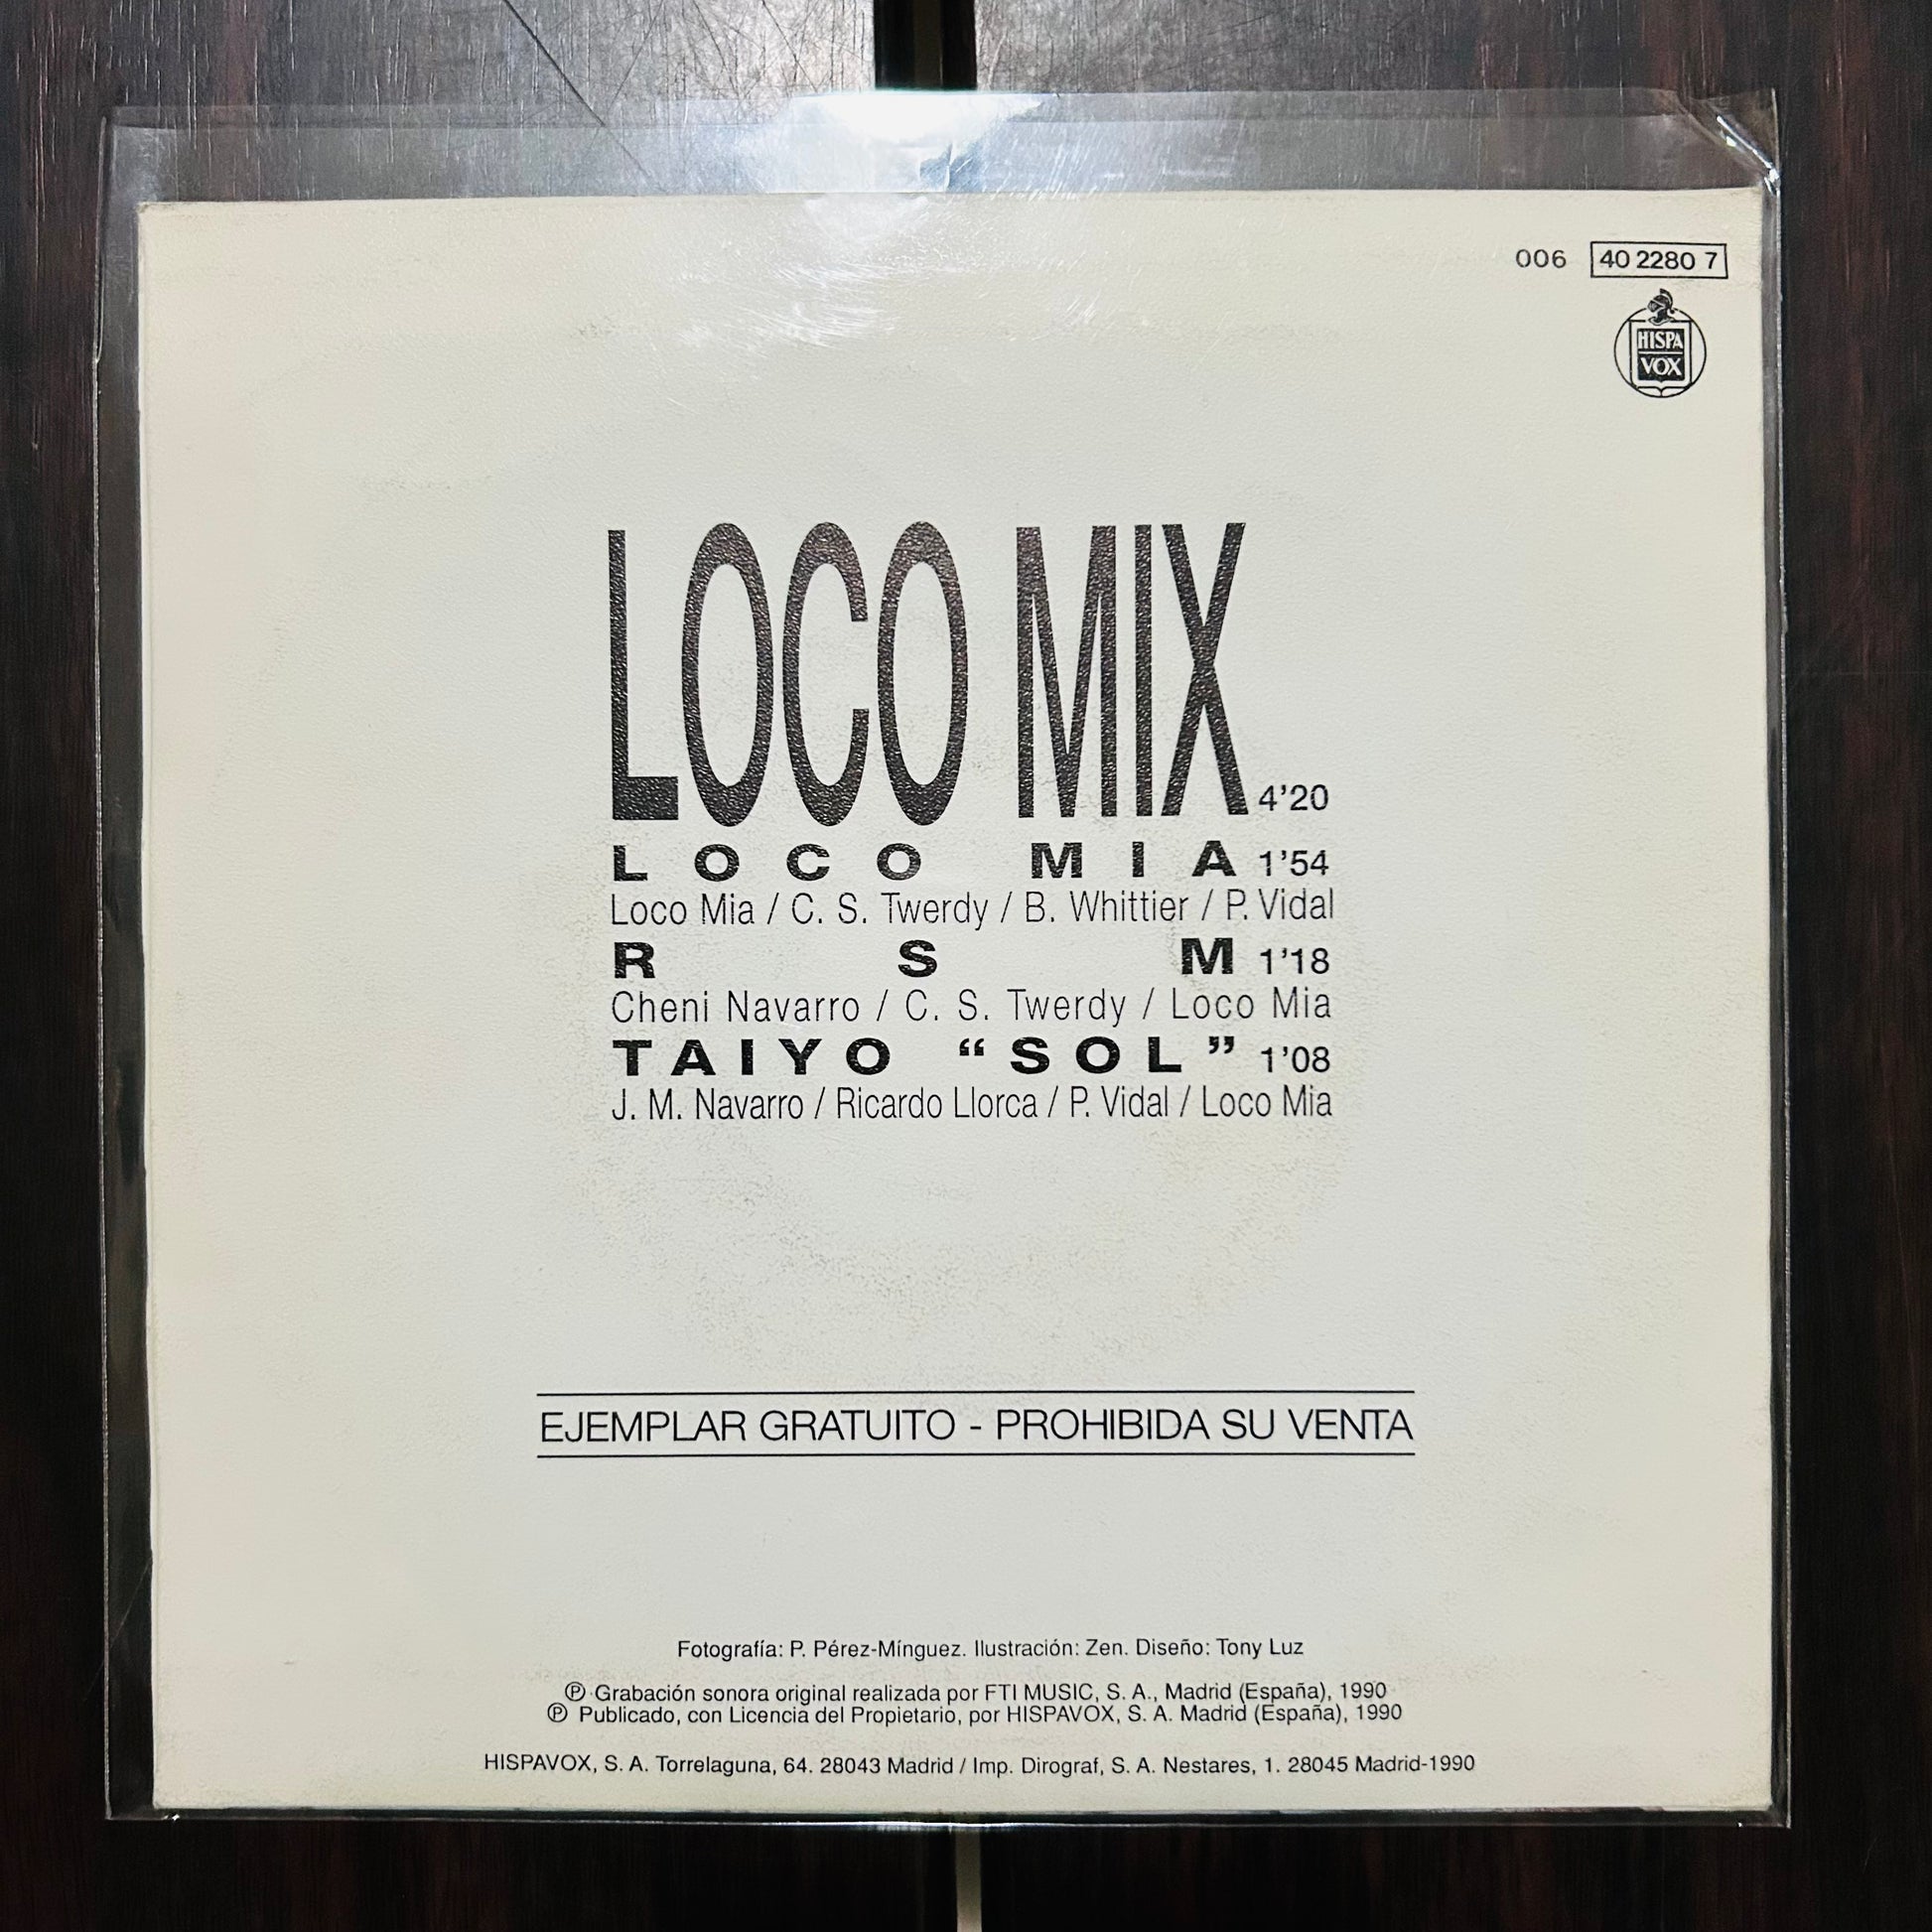 006 40 2280 7
HISPA
VOX
LOCO MIX 4'20
LOCO MIA 1'54
Loco Mia / C. S. Twerdy / B. Whittier / P. Vidal
R S M 1'18
Cheni Navarro / C. S. Twerdy / Loco Mia
TAIYO “SOL” 1'08
J. M. Navarro / Ricardo Llorca / P. Vidal / Loco Mia
EJEMPLAR GRATUITO - PROHIBIDA SU VENTA
Fotografía: P. Pérez-Mínguez. Ilustración: Zen. Diseño: Tony Luz
Ⓟ Grabación sonora original realizada por FTI MUSIC, S. A., Madrid (España), 1990
Ⓟ Publicado, con Licencia del Propietario, por HISPAVOX, S. A. Madrid (España), 1990
HISPAVOX, S. A. Torrelaguna, 64. 28043 Madrid / Imp. Dirograf, S. A. Nestares, 1. 28045 Madrid-1990